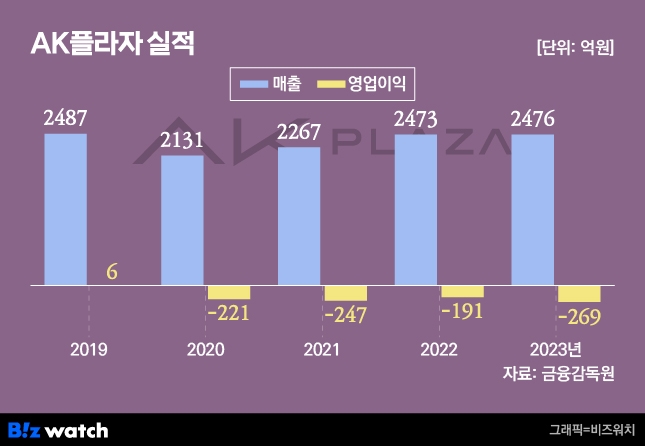 AK플라자 실적
[단위: 억원]
매출 영업이익
AK PLAZA
2487 2131 2267 2473 2476
6 -221 -247 -191 -269
2019 2020 2021 2022 2023년
자료: 금융감독원
B!z watch
그래픽=비즈워치